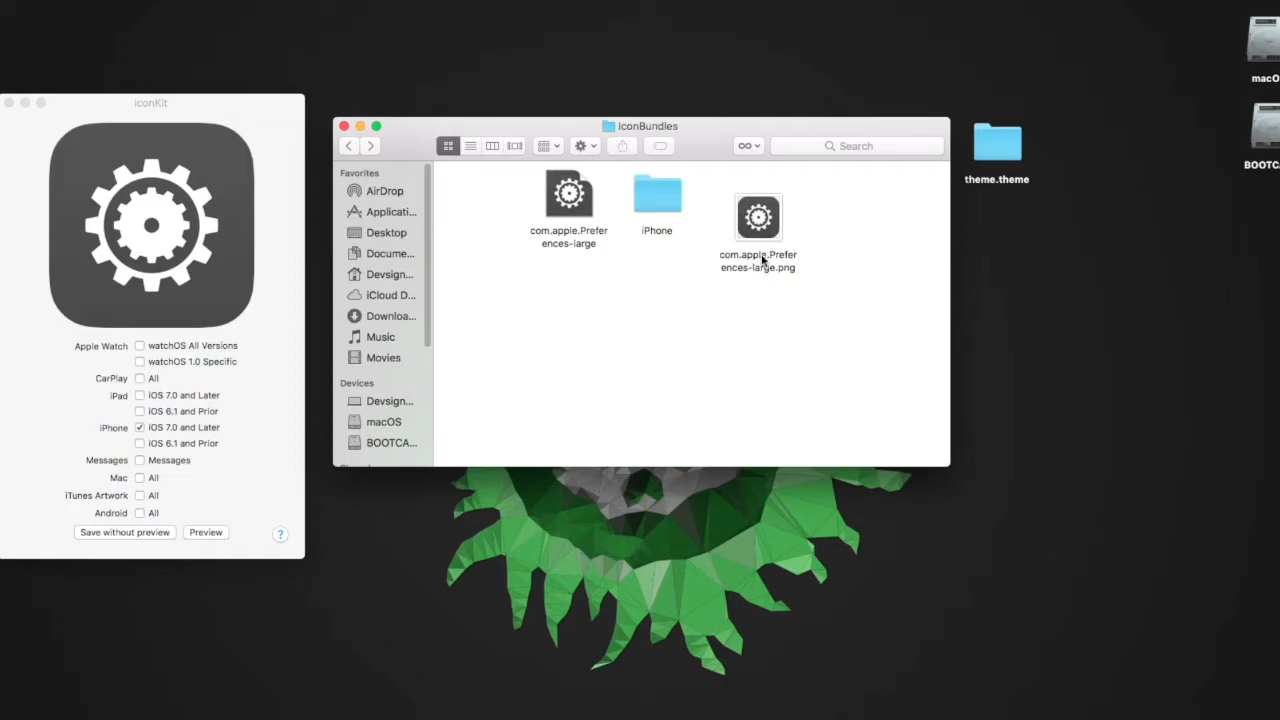 iconKit
Apple Watch
watchOS All Versions
watchOS 1.0 Specific
CarPlay
All
iPad
iOS 7.0 and Later
iOS 6.1 and Prior
iPhone
iOS 7.0 and Later
iOS 6.1 and Prior
Messages
Messages
Mac
All
iTunes Artwork
All
Android
All
Save without preview
Preview
?
IconBundles
Search
Favorites
AirDrop
Applicati...
Desktop
Docume...
Devsign...
iCloud D...
Downloa...
Music
Movies
Devices
Devsign...
macOS
BOOTCA...
com.apple.Prefer
ences-large
iPhone
com.apple.Prefer
ences-large.png
theme.theme
macO
BOOTC